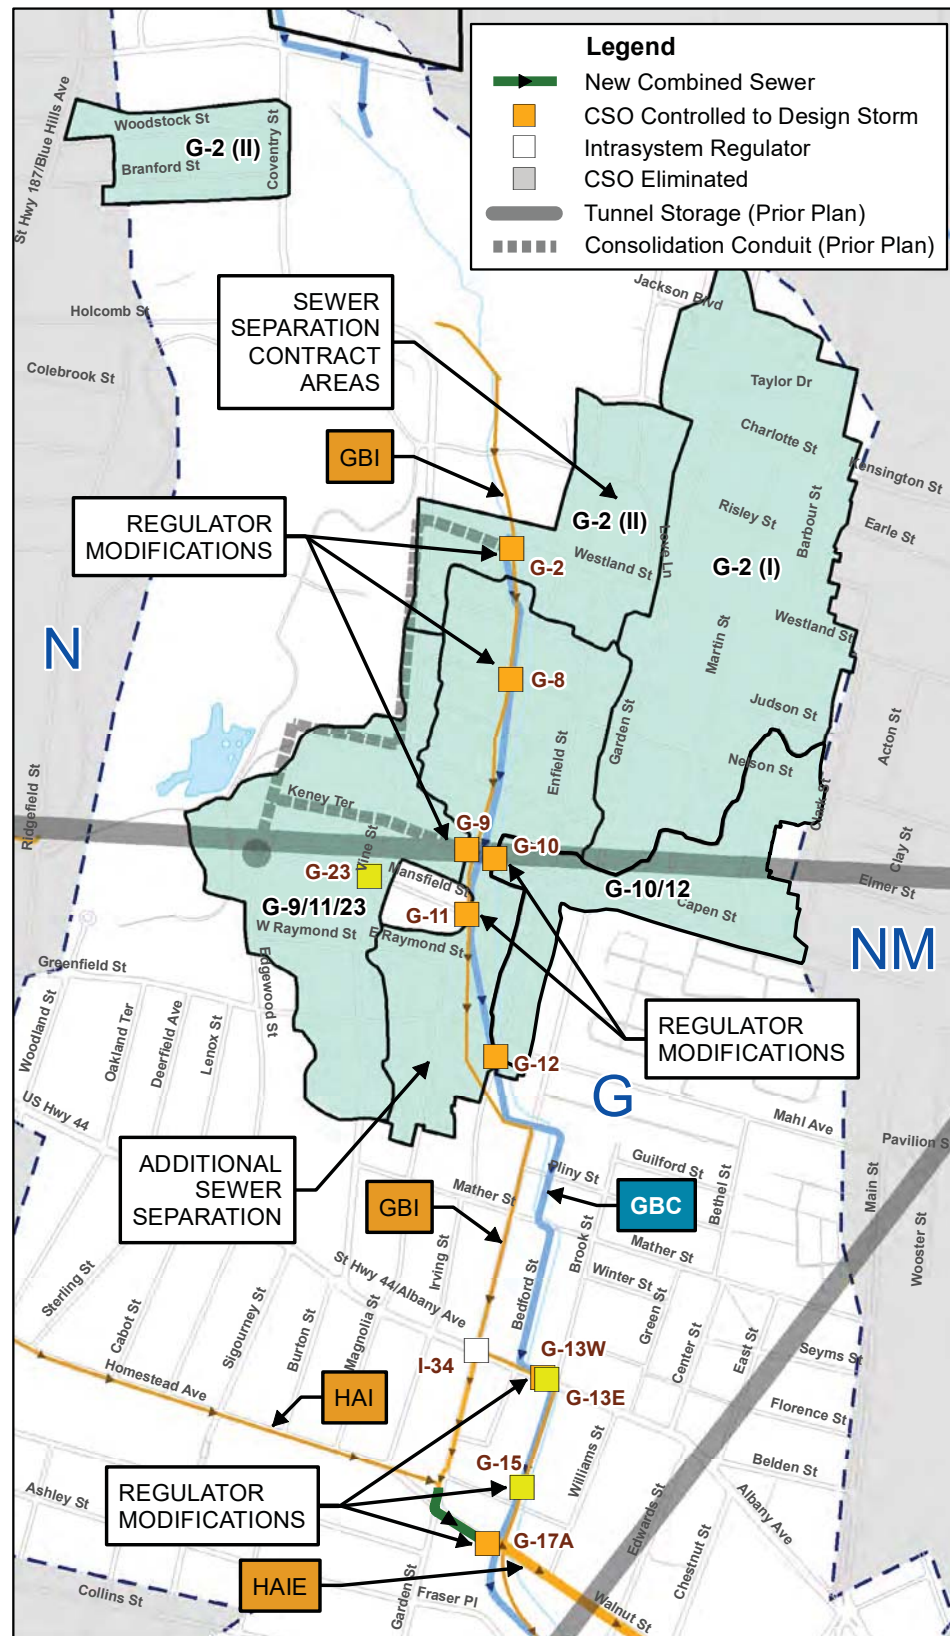 Legend
New Combined Sewer
CSO Controlled to Design Storm
Intrasystem Regulator
CSO Eliminated
Tunnel Storage (Prior Plan)
Consolidation Conduit (Prior Plan)
St Hwy 187/Blue Hills Ave
Woodstock St
G-2 (II)
Branford St
Coventry St
Holcomb St
Colebrook St
SEWER
SEPARATION
CONTRACT
AREAS
Jackson Blvd
Taylor Dr
Charlotte St
Kensington St
GBI
Barbour St
Risley St
Earle St
REGULATOR
MODIFICATIONS
G-2 (II)
Love Ln
G-2
Westland St
G-2 (I)
N
Martin St
Westland St
G-8
Judson St
Garden St
Enfield St
Acton St
Nelson St
Ridgefield St
Keney Ter
Clark St
G-9
G-10
Vine St
Clay St
G-23
Mansfield St
Elmer St
G-10/12
G-9/11/23
G-11
Capen St
W Raymond St
E Raymond St
NM
Greenfield St
Edgewood St
Woodland St
Oakland Ter
Deerfield Ave
Lenox St
REGULATOR
MODIFICATIONS
G-12
G
US Hwy 44
Mahl Ave
Pavilion S
ADDITIONAL
SEWER
SEPARATION
GBI
Mather St
Pliny St
Guilford St
Bethel St
Main St
GBC
Wooster St
Irving St
Brook St
Mather St
St Hwy 44/Albany Ave
Winter St
Sterling St
Bedford St
Green St
Cabot St
Sigourney St
Burton St
Magnolia St
Center St
East St
Seyms St
I-34
G-13W
G-13E
Homestead Ave
HAI
Florence St
G-15
Williams St
Belden St
Ashley St
REGULATOR
MODIFICATIONS
Edwards St
Albany Ave
G-17A
Chestnut St
HAIE
Collins St
Garden St
Fraser Pl
Walnut St